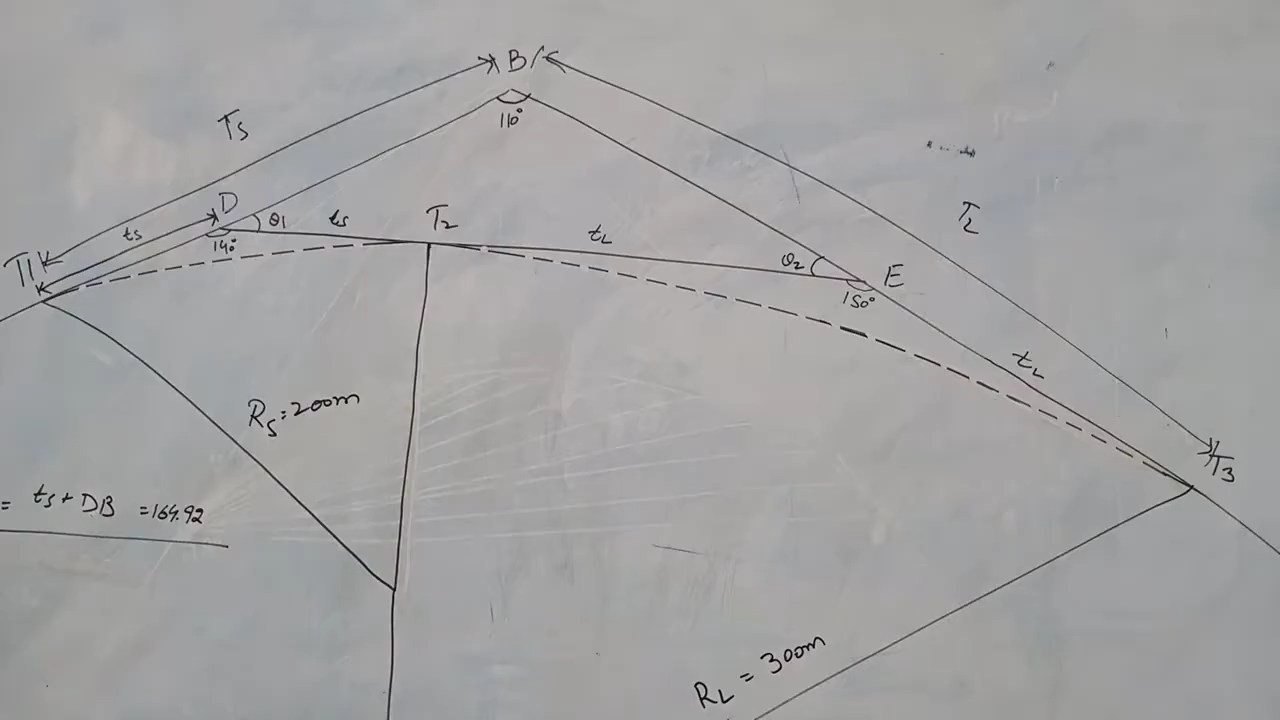 B
110°
Ts
D
θ1
ts
ts
T2
tL
TL
140°
T1
θ2
E
150°
tL
Rs=200m
T3
= ts + DB = 164.92
RL = 300m